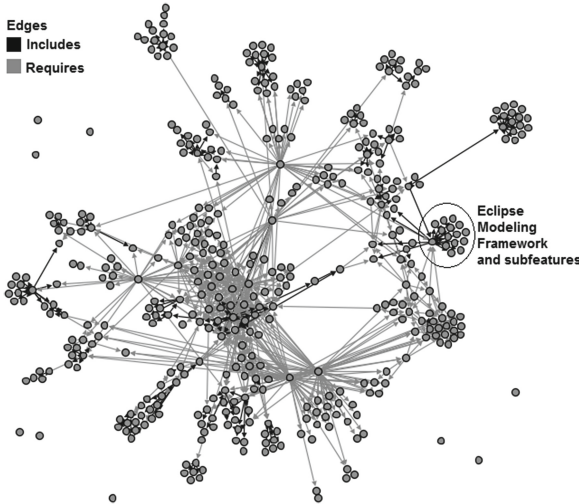 Edges
Includes
Requires
Eclipse
Modeling
Framework
and subfeatures